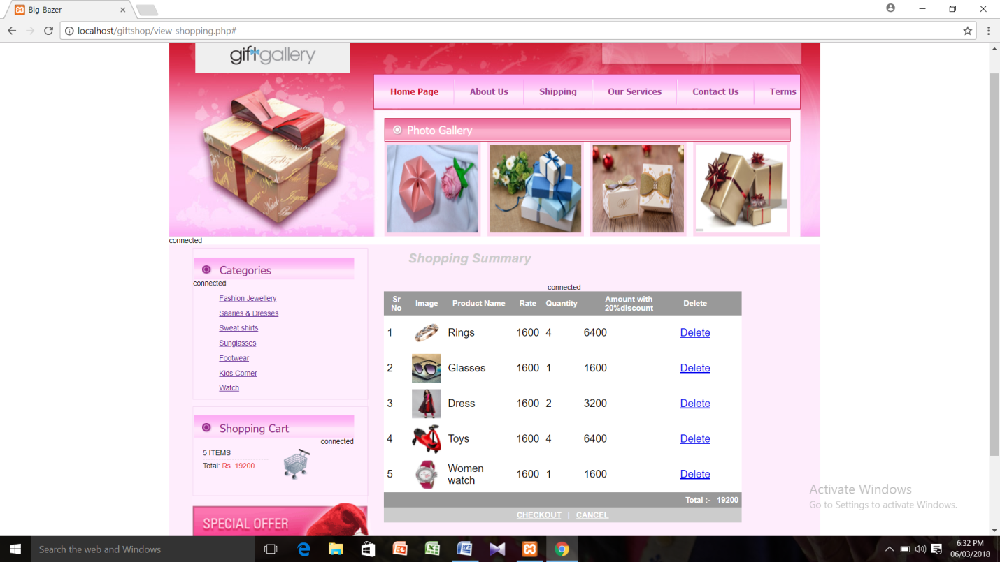 Big-Bazer
localhost/giftshop/view-shopping.php#
giftgallery
Home Page About Us Shipping Our Services Contact Us Terms
Photo Gallery
connected
Categories
connected
Fashion Jewellery
Saaries & Dresses
Sweat shirts
Sunglasses
Footwear
Kids Corner
Watch
Shopping Cart
connected
5 ITEMS
Total: Rs .19200
SPECIAL OFFER
Shopping Summary
connected
Sr No Image Product Name Rate Quantity Amount with 20%discount Delete
1 Rings 1600 4 6400 Delete
2 Glasses 1600 1 1600 Delete
3 Dress 1600 2 3200 Delete
4 Toys 1600 4 6400 Delete
5 Women watch 1600 1 1600 Delete
Total :- 19200
CHECKOUT | CANCEL
Activate Windows
Go to Settings to activate Windows.
Search the web and Windows
6:32 PM
06/03/2018